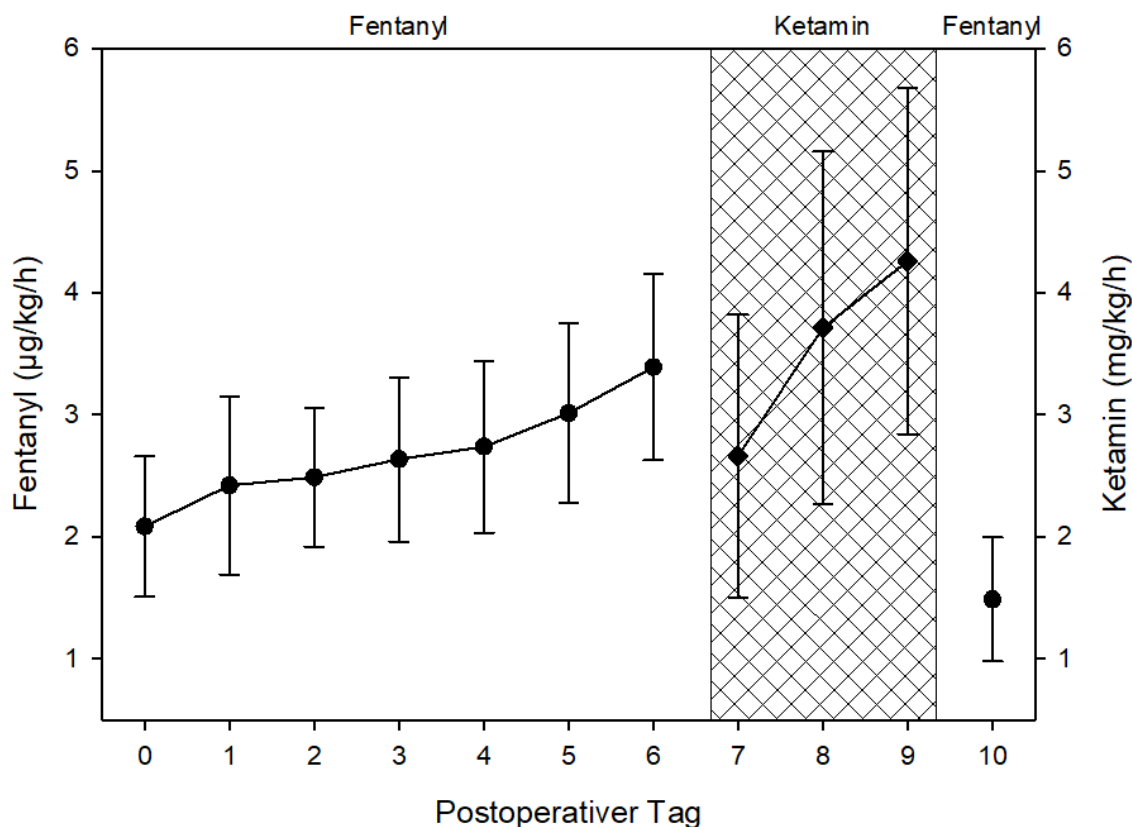 Fentanyl Ketamin Fentanyl
6 6
5 5
4 4
3 3
2 2
1 1
Fentanyl (µg/kg/h)
Ketamin (mg/kg/h)
0 1 2 3 4 5 6 7 8 9 10
Postoperativer Tag